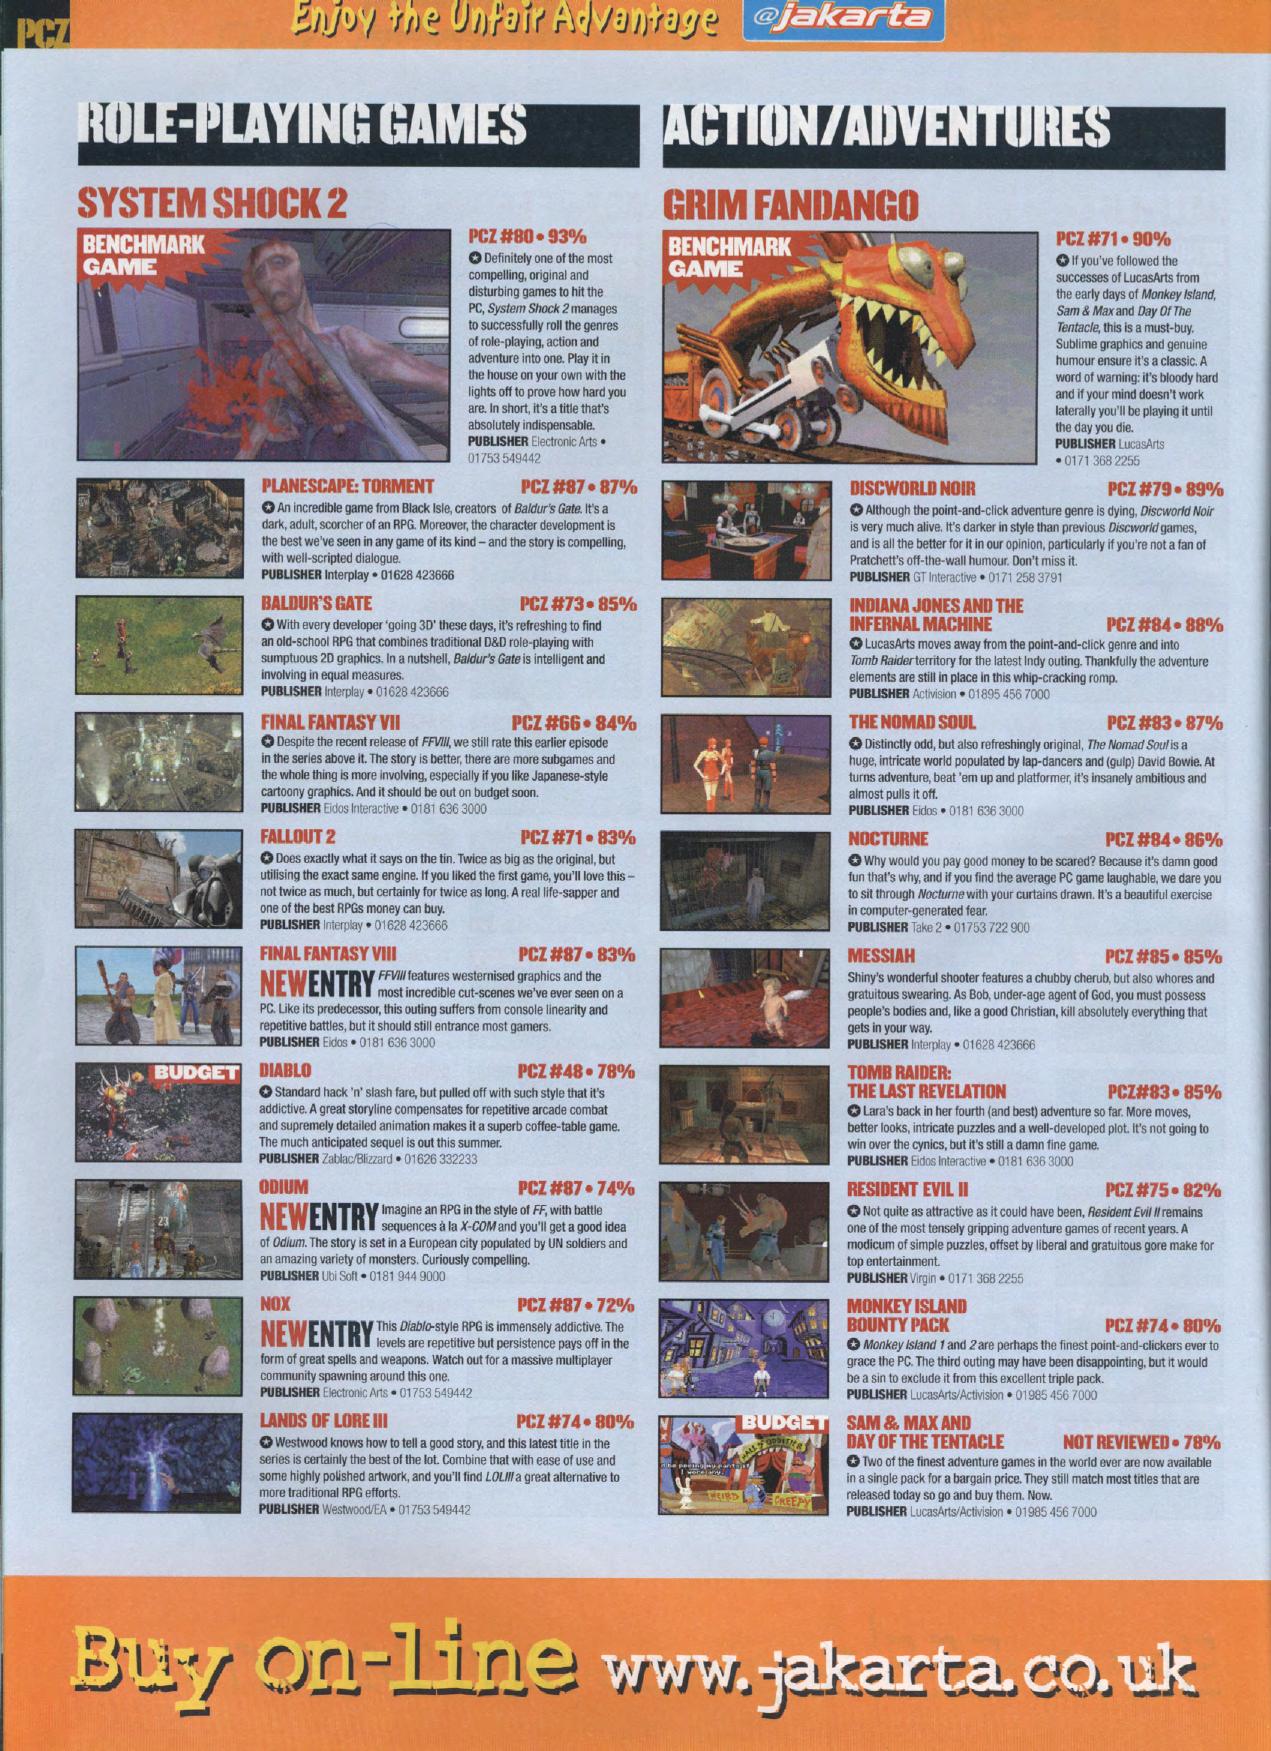 PCZ
Enjoy the Unfair Advantage
@jakarta
ROLE-PLAYING GAMES
SYSTEM SHOCK 2
BENCHMARK
GAME
PCZ #80 • 93%
✪ Definitely one of the most
compelling, original and
disturbing games to hit the
PC, System Shock 2 manages
to successfully roll the genres
of role-playing, action and
adventure into one. Play it in
the house on your own with the
lights off to prove how hard you
are. In short, it's a title that's
absolutely indispensable.
PUBLISHER Electronic Arts •
01753 549442
PLANESCAPE: TORMENT PCZ #87 • 87%
✪ An incredible game from Black Isle, creators of Baldur's Gate. It's a
dark, adult, scorcher of an RPG. Moreover, the character development is
the best we've seen in any game of its kind – and the story is compelling,
with well-scripted dialogue.
PUBLISHER Interplay • 01628 423666
BALDUR'S GATE PCZ #73 • 85%
✪ With every developer 'going 3D' these days, it's refreshing to find
an old-school RPG that combines traditional D&D role-playing with
sumptuous 2D graphics. In a nutshell, Baldur's Gate is intelligent and
involving in equal measures.
PUBLISHER Interplay • 01628 423666
FINAL FANTASY VII PCZ #66 • 84%
✪ Despite the recent release of FFVIII, we still rate this earlier episode
in the series above it. The story is better, there are more subgames and
the whole thing is more involving, especially if you like Japanese-style
cartoony graphics. And it should be out on budget soon.
PUBLISHER Eidos Interactive • 0181 636 3000
FALLOUT 2 PCZ #71 • 83%
✪ Does exactly what it says on the tin. Twice as big as the original, but
utilising the exact same engine. If you liked the first game, you'll love this –
not twice as much, but certainly for twice as long. A real life-sapper and
one of the best RPGs money can buy.
PUBLISHER Interplay • 01628 423666
FINAL FANTASY VIII PCZ #87 • 83%
NEW ENTRY FFVIII features westernised graphics and the
most incredible cut-scenes we've ever seen on a
PC. Like its predecessor, this outing suffers from console linearity and
repetitive battles, but it should still entrance most gamers.
PUBLISHER Eidos • 0181 636 3000
BUDGET
DIABLO PCZ #48 • 78%
✪ Standard hack 'n' slash fare, but pulled off with such style that it's
addictive. A great storyline compensates for repetitive arcade combat
and supremely detailed animation makes it a superb coffee-table game.
The much anticipated sequel is out this summer.
PUBLISHER Zablac/Blizzard • 01626 332233
ODIUM PCZ #87 • 74%
NEW ENTRY Imagine an RPG in the style of FF, with battle
sequences à la X-COM and you'll get a good idea
of Odium. The story is set in a European city populated by UN soldiers and
an amazing variety of monsters. Curiously compelling.
PUBLISHER Ubi Soft • 0181 944 9000
NOX PCZ #87 • 72%
NEW ENTRY This Diablo-style RPG is immensely addictive. The
levels are repetitive but persistence pays off in the
form of great spells and weapons. Watch out for a massive multiplayer
community spawning around this one.
PUBLISHER Electronic Arts • 01753 549442
LANDS OF LORE III PCZ #74 • 80%
✪ Westwood knows how to tell a good story, and this latest title in the
series is certainly the best of the lot. Combine that with ease of use and
some highly polished artwork, and you'll find LOLIII a great alternative to
more traditional RPG efforts.
PUBLISHER Westwood/EA • 01753 549442
ACTION/ADVENTURES
GRIM FANDANGO
BENCHMARK
GAME
PCZ #71 • 90%
✪ If you've followed the
successes of LucasArts from
the early days of Monkey Island,
Sam & Max and Day Of The
Tentacle, this is a must-buy.
Sublime graphics and genuine
humour ensure it's a classic. A
word of warning: it's bloody hard
and if your mind doesn't work
laterally you'll be playing it until
the day you die.
PUBLISHER LucasArts
• 0171 368 2255
DISCWORLD NOIR PCZ #79 • 89%
✪ Although the point-and-click adventure genre is dying, Discworld Noir
is very much alive. It's darker in style than previous Discworld games,
and is all the better for it in our opinion, particularly if you're not a fan of
Pratchett's off-the-wall humour. Don't miss it.
PUBLISHER GT Interactive • 0171 258 3791
INDIANA JONES AND THE
INFERNAL MACHINE PCZ #84 • 88%
✪ LucasArts moves away from the point-and-click genre and into
Tomb Raider territory for the latest Indy outing. Thankfully the adventure
elements are still in place in this whip-cracking romp.
PUBLISHER Activision • 01895 456 7000
THE NOMAD SOUL PCZ #83 • 87%
✪ Distinctly odd, but also refreshingly original, The Nomad Soul is a
huge, intricate world populated by lap-dancers and (gulp) David Bowie. At
turns adventure, beat 'em up and platformer, it's insanely ambitious and
almost pulls it off.
PUBLISHER Eidos • 0181 636 3000
NOCTURNE PCZ #84 • 86%
✪ Why would you pay good money to be scared? Because it's damn good
fun that's why, and if you find the average PC game laughable, we dare you
to sit through Nocturne with your curtains drawn. It's a beautiful exercise
in computer-generated fear.
PUBLISHER Take 2 • 01753 722 900
MESSIAH PCZ #85 • 85%
Shiny's wonderful shooter features a chubby cherub, but also whores and
gratuitous swearing. As Bob, under-age agent of God, you must possess
people's bodies and, like a good Christian, kill absolutely everything that
gets in your way.
PUBLISHER Interplay • 01628 423666
TOMB RAIDER:
THE LAST REVELATION PCZ#83 • 85%
✪ Lara's back in her fourth (and best) adventure so far. More moves,
better looks, intricate puzzles and a well-developed plot. It's not going to
win over the cynics, but it's still a damn fine game.
PUBLISHER Eidos Interactive • 0181 636 3000
RESIDENT EVIL II PCZ #75 • 82%
✪ Not quite as attractive as it could have been, Resident Evil II remains
one of the most tensely gripping adventure games of recent years. A
modicum of simple puzzles, offset by liberal and gratuitous gore make for
top entertainment.
PUBLISHER Virgin • 0171 368 2255
MONKEY ISLAND
BOUNTY PACK PCZ #74 • 80%
✪ Monkey Island 1 and 2 are perhaps the finest point-and-clickers ever to
grace the PC. The third outing may have been disappointing, but it would
be a sin to exclude it from this excellent triple pack.
PUBLISHER LucasArts/Activision • 01985 456 7000
BUDGET
WEIRD
CREEPY
SAM & MAX AND
DAY OF THE TENTACLE NOT REVIEWED • 78%
✪ Two of the finest adventure games in the world ever are now available
in a single pack for a bargain price. They still match most titles that are
released today so go and buy them. Now.
PUBLISHER LucasArts/Activision • 01985 456 7000
Buy on-line www.jakarta.co.uk